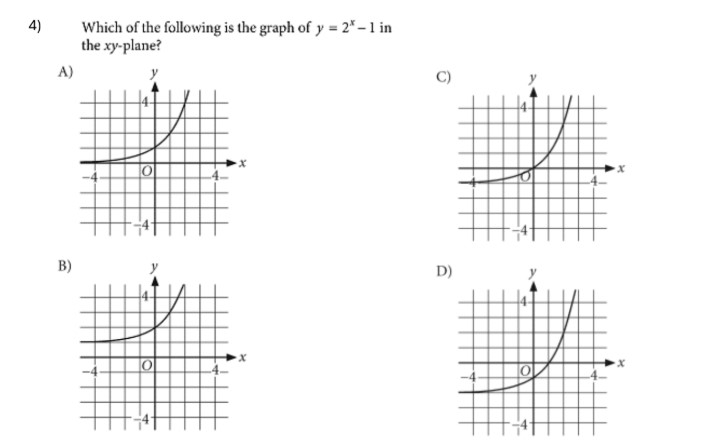 4) Which of the following is the graph of y = 2ˣ – 1 in
the xy-plane?
A)
y
4
x
–4
O
4
–4
C)
y
4
x
–4
O
4
–4
B)
y
4
x
–4
O
4
–4
D)
y
4
x
–4
O
4
–4